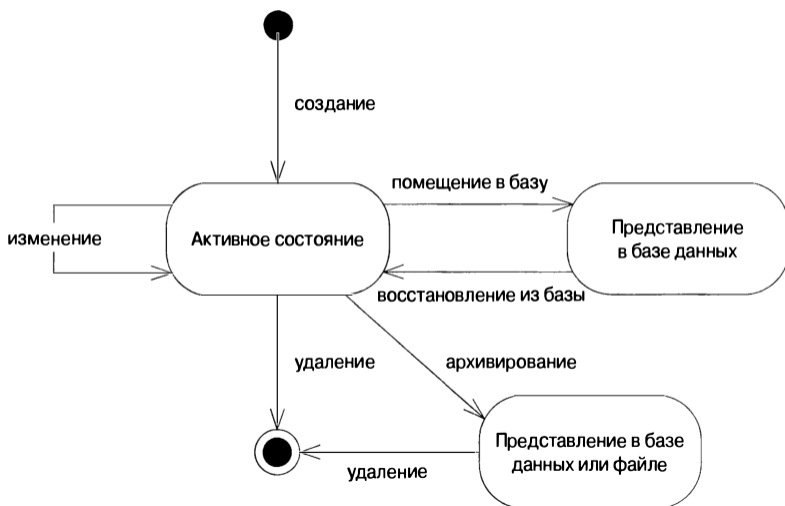 создание
помещение в базу
изменение
Активное состояние
Представление
в базе данных
восстановление из базы
удаление
архивирование
Представление в базе
данных или файле
удаление